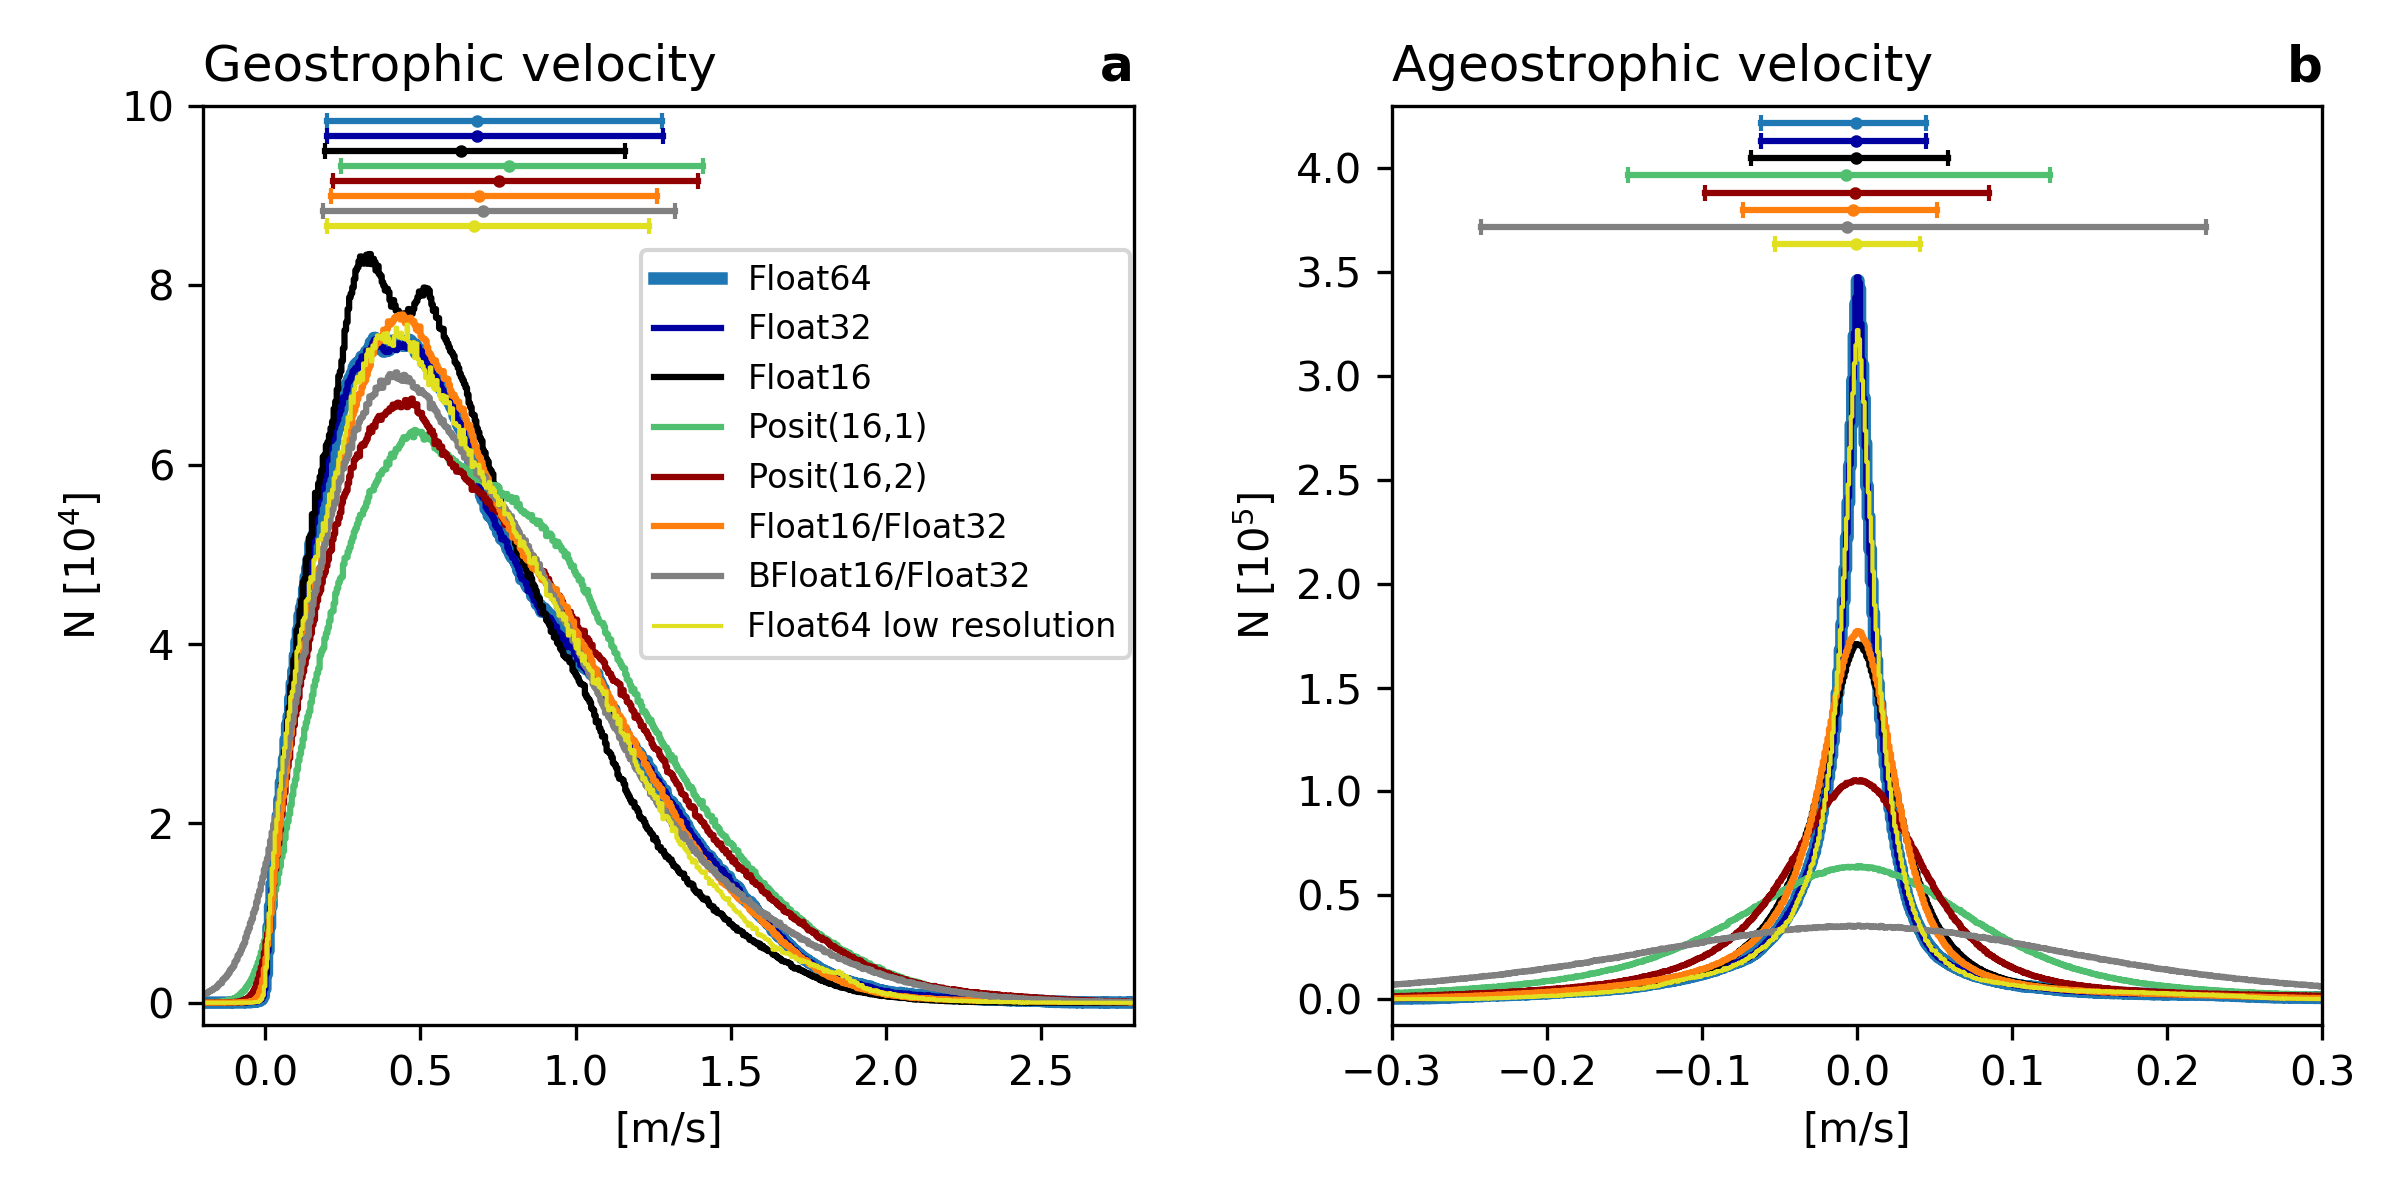 Geostrophic velocity a
10
8
6
4
2
0
N [10⁴]
Float64
Float32
Float16
Posit(16,1)
Posit(16,2)
Float16/Float32
BFloat16/Float32
Float64 low resolution
0.0 0.5 1.0 1.5 2.0 2.5
[m/s]
Ageostrophic velocity b
4.0
3.5
3.0
2.5
2.0
1.5
1.0
0.5
0.0
N [10⁵]
−0.3 −0.2 −0.1 0.0 0.1 0.2 0.3
[m/s]